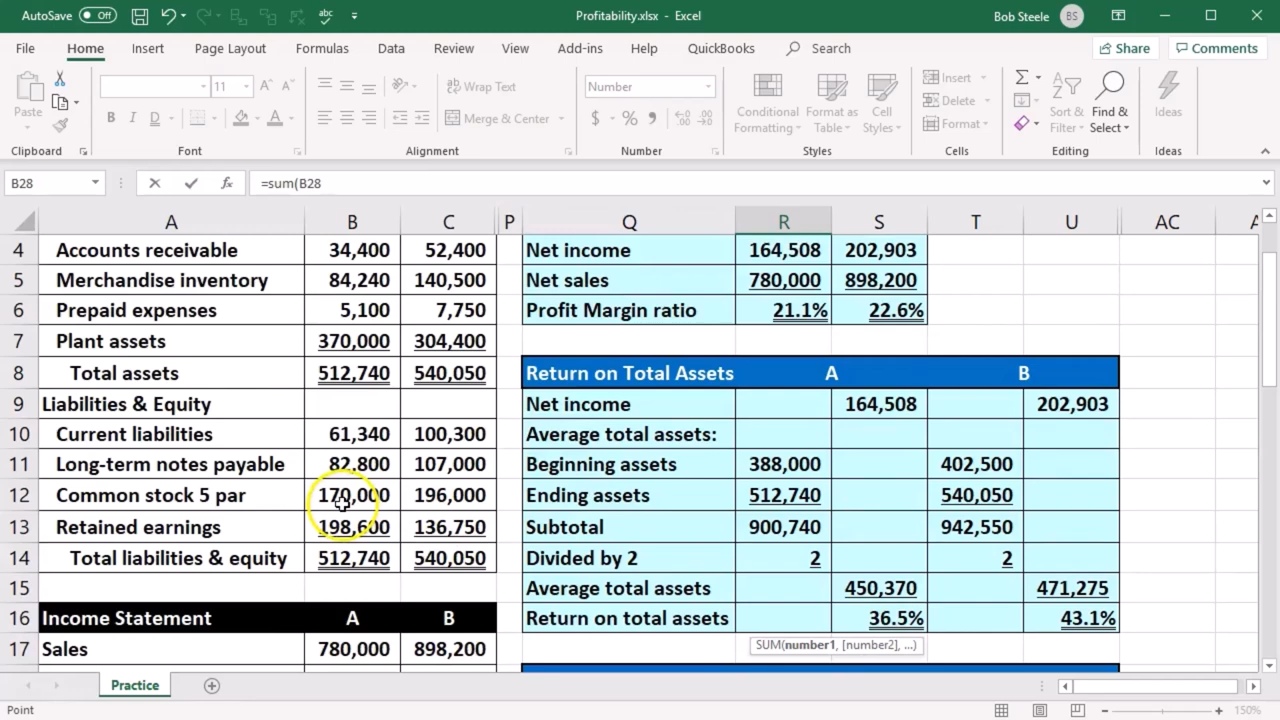 AutoSave Off abc Profitability.xlsx - Excel Bob Steele BS
File Home Insert Page Layout Formulas Data Review View Add-ins Help QuickBooks Search Share Comments
Paste 11 A A ab Wrap Text Number Conditional Formatting Format as Table Cell Styles Insert Delete Format Sort & Filter Find & Select Ideas
B I D A Merge & Center $ % ,
Clipboard Font Alignment Number Styles Cells Editing Ideas
B28 fx =sum(B28
A B C P Q R S T U AC
4 Accounts receivable 34,400 52,400 Net income 164,508 202,903
5 Merchandise inventory 84,240 140,500 Net sales 780,000 898,200
6 Prepaid expenses 5,100 7,750 Profit Margin ratio 21.1% 22.6%
7 Plant assets 370,000 304,400
8 Total assets 512,740 540,050 Return on Total Assets A B
9 Liabilities & Equity Net income 164,508 202,903
10 Current liabilities 61,340 100,300 Average total assets:
11 Long-term notes payable 82,800 107,000 Beginning assets 388,000 402,500
12 Common stock 5 par 170,000 196,000 Ending assets 512,740 540,050
13 Retained earnings 198,600 136,750 Subtotal 900,740 942,550
14 Total liabilities & equity 512,740 540,050 Divided by 2 2 2
15 Average total assets 450,370 471,275
16 Income Statement A B Return on total assets 36.5% 43.1%
17 Sales 780,000 898,200 SUM(number1, [number2], ...)
Practice
Point 150%